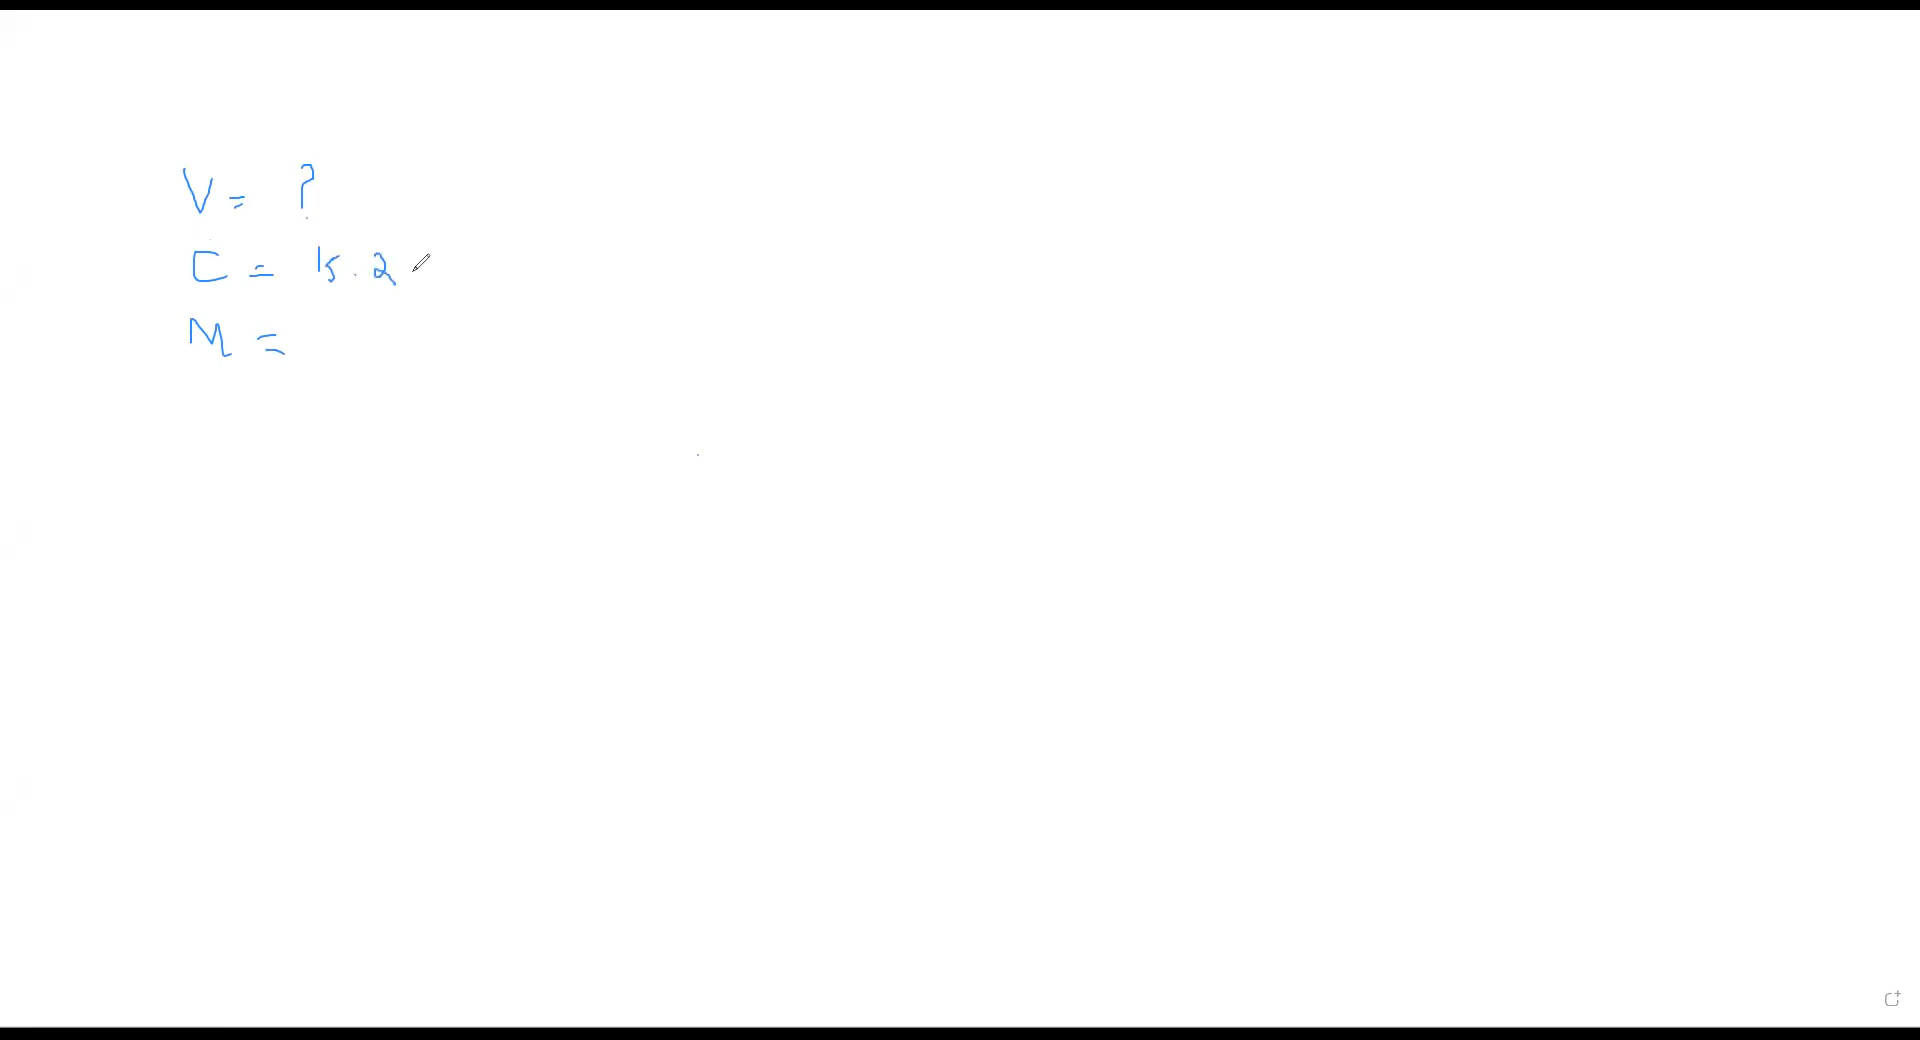 V = ?
C = 15.2
M =